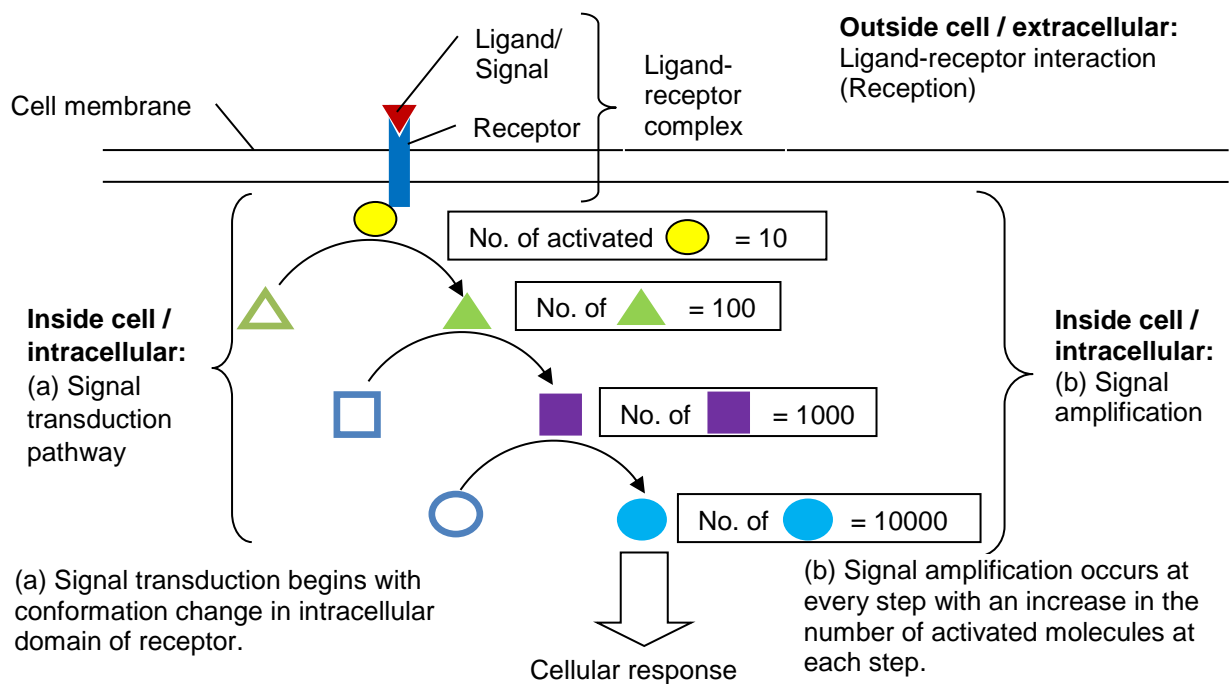 Ligand/
Signal
Ligand-
receptor
complex
Outside cell / extracellular:
Ligand-receptor interaction
(Reception)
Cell membrane
Receptor
No. of activated = 10
No. of = 100
No. of = 1000
No. of = 10000
Inside cell /
intracellular:
(a) Signal
transduction
pathway
Inside cell /
intracellular:
(b) Signal
amplification
(a) Signal transduction begins with
conformation change in intracellular
domain of receptor.
(b) Signal amplification occurs at
every step with an increase in the
number of activated molecules at
each step.
Cellular response